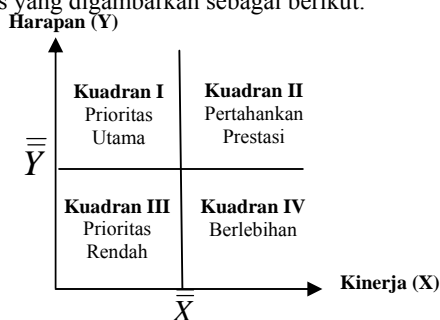 s yang digambarkan sebagai berikut:
Harapan (Y)
Kuadran I
Prioritas
Utama
Kuadran II
Pertahankan
Prestasi
Y̿
Kuadran III
Prioritas
Rendah
Kuadran IV
Berlebihan
Kinerja (X)
X̿